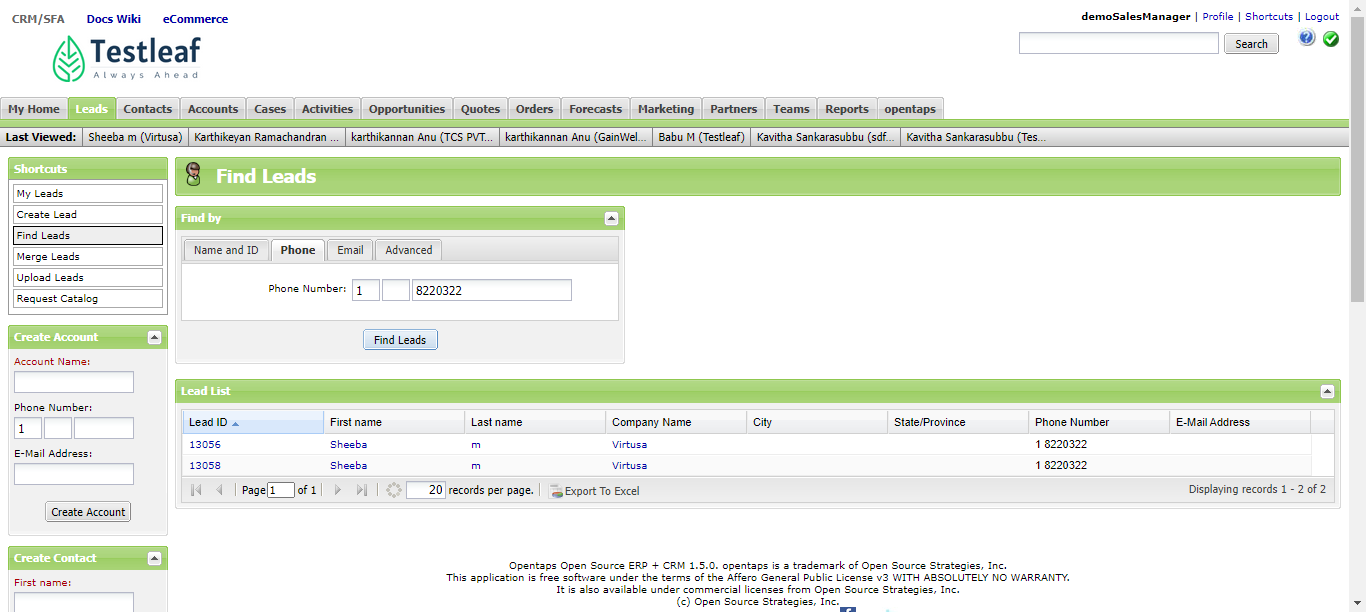 CRM/SFA Docs Wiki eCommerce
demoSalesManager | Profile | Shortcuts | Logout
Testleaf
Always Ahead
Search
My Home Leads Contacts Accounts Cases Activities Opportunities Quotes Orders Forecasts Marketing Partners Teams Reports opentaps
Last Viewed: Sheeba m (Virtusa) Karthikeyan Ramachandran ... karthikannan Anu (TCS PVT... karthikannan Anu (GainWel... Babu M (Testleaf) Kavitha Sankarasubbu (sdf... Kavitha Sankarasubbu (Tes...
Shortcuts
My Leads
Create Lead
Find Leads
Merge Leads
Upload Leads
Request Catalog
Create Account
Account Name:
Phone Number:
1
E-Mail Address:
Create Account
Create Contact
First name:
Find Leads
Find by
Name and ID Phone Email Advanced
Phone Number: 1 8220322
Find Leads
Lead List
Lead ID First name Last name Company Name City State/Province Phone Number E-Mail Address
13056 Sheeba m Virtusa 1 8220322
13058 Sheeba m Virtusa 1 8220322
Page 1 of 1 20 records per page. Export To Excel Displaying records 1 - 2 of 2
Opentaps Open Source ERP + CRM 1.5.0. opentaps is a trademark of Open Source Strategies, Inc.
This application is free software under the terms of the Affero General Public License v3 WITH ABSOLUTELY NO WARRANTY.
It is also available under commercial licenses from Open Source Strategies, Inc.
(c) Open Source Strategies, Inc.